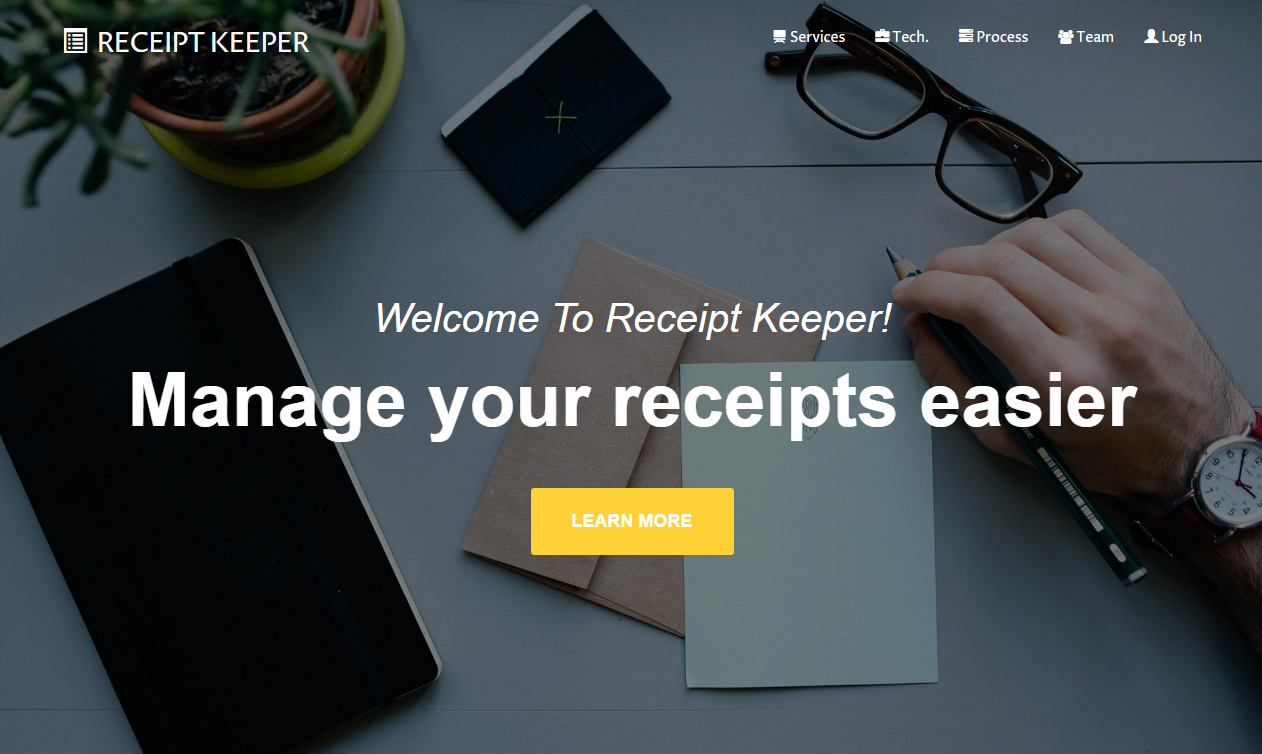 RECEIPT KEEPER
Services Tech. Process Team Log In
Welcome To Receipt Keeper!
Manage your receipts easier
LEARN MORE